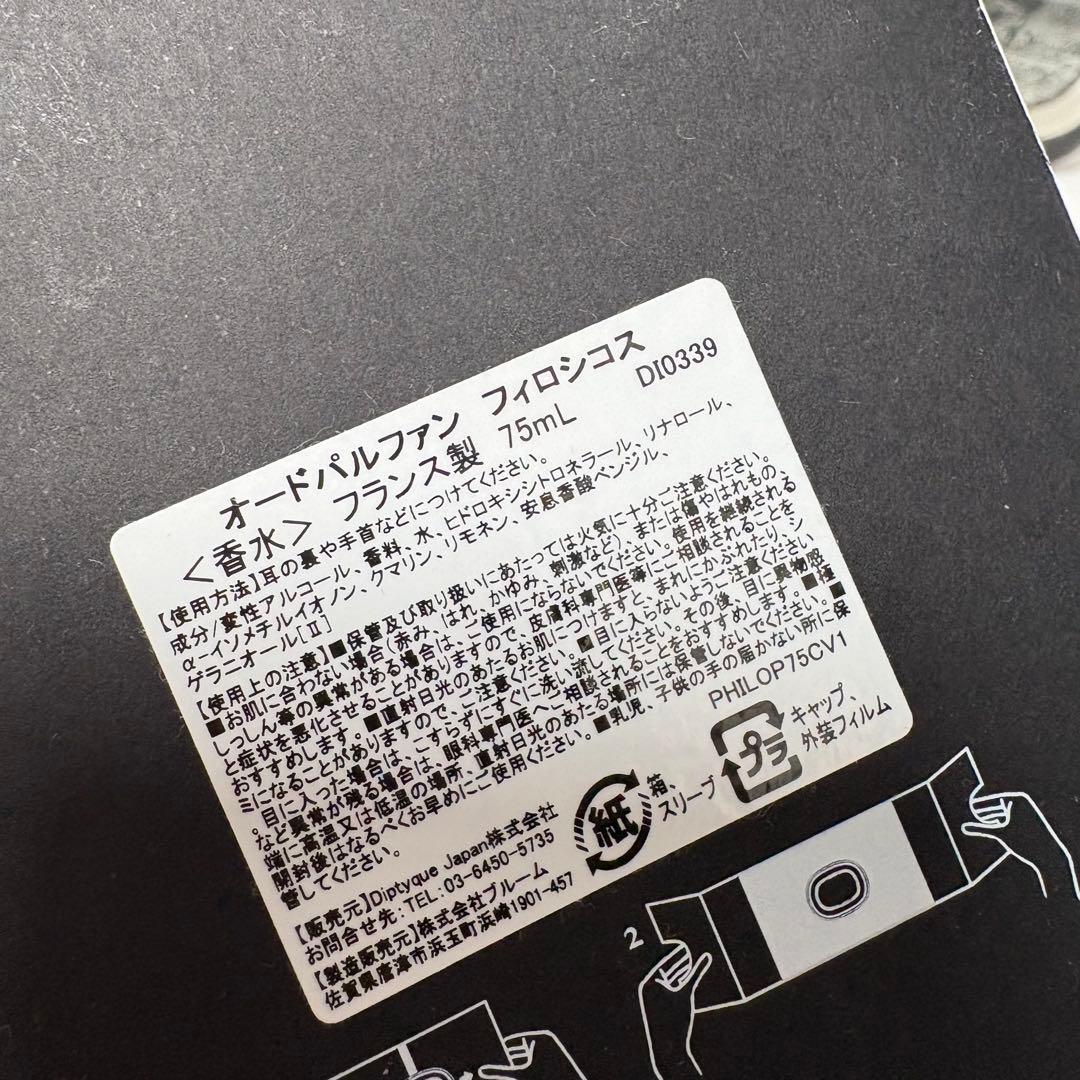 オードパルファン フィロシコス
＜香水＞ フランス製 75mL DI0339
【使用方法】耳の裏や手首などにつけてください。
成分/変性アルコール、香料、水、ヒドロキシシトロネラール、リナロール、
α-イソメチルイオノン、クマリン、リモネン、安息香酸ベンジル、
ゲラニオール[Ⅱ]
【使用上の注意】■保管及び取り扱いにあたっては火気に十分ご注意ください。
■お肌に合わない場合(赤み、はれ、かゆみ、刺激など)、または傷やはれもの、
しっしん等の異常がある場合は、ご使用にならないでください。使用を継続される
と症状を悪化させることがありますので、皮膚科専門医等にご相談されることを
おすすめします。■直射日光のあたるお肌につけますと、まれにかぶれたり、シ
ミになることがありますので、ご注意ください。■目に入らないようご注意ください
。目に入った場合は、こすらずにすぐに洗い流してください。その後、目に異物感
など異常が残る場合は、眼科専門医へご相談されることをおすすめします。■極
端に高温又は低温の場所、直射日光のあたる場所には保管しないでください。■
開封後はなるべくお早めにご使用ください。■乳児、子供の手の届かない所に保
管してください。
PHILOP75CV1
【販売元】Diptyque Japan株式会社
お問合せ先:TEL:03-6450-5735
【製造販売元】株式会社ブルーム
佐賀県唐津市浜玉町浜崎1901-457
紙 箱、
スリーブ
プラ キャップ、
外装フィルム
2